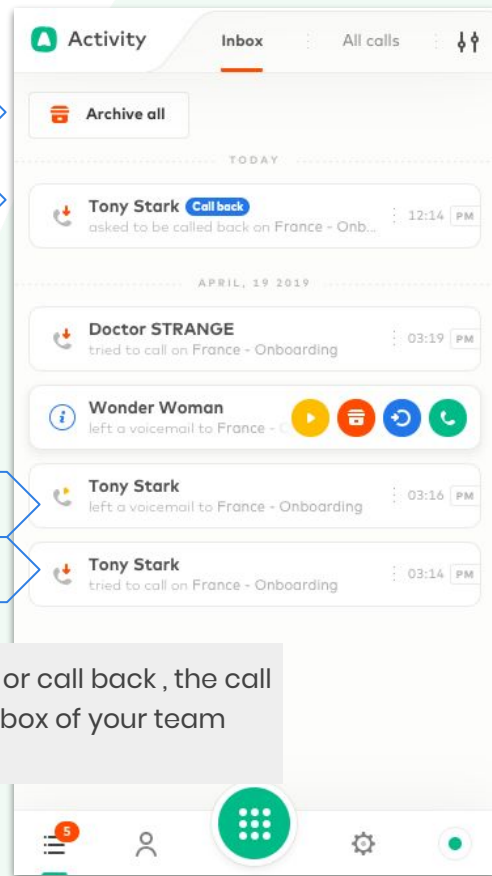 Activity
Inbox
All calls
Archive all
TODAY
Tony Stark Call back
asked to be called back on France - Onb...
12:14 PM
APRIL, 19 2019
Doctor STRANGE
tried to call on France - Onboarding
03:19 PM
Wonder Woman
left a voicemail to France -
Tony Stark
left a voicemail to France - Onboarding
03:16 PM
Tony Stark
tried to call on France - Onboarding
03:14 PM
or call back , the call
box of your team
5